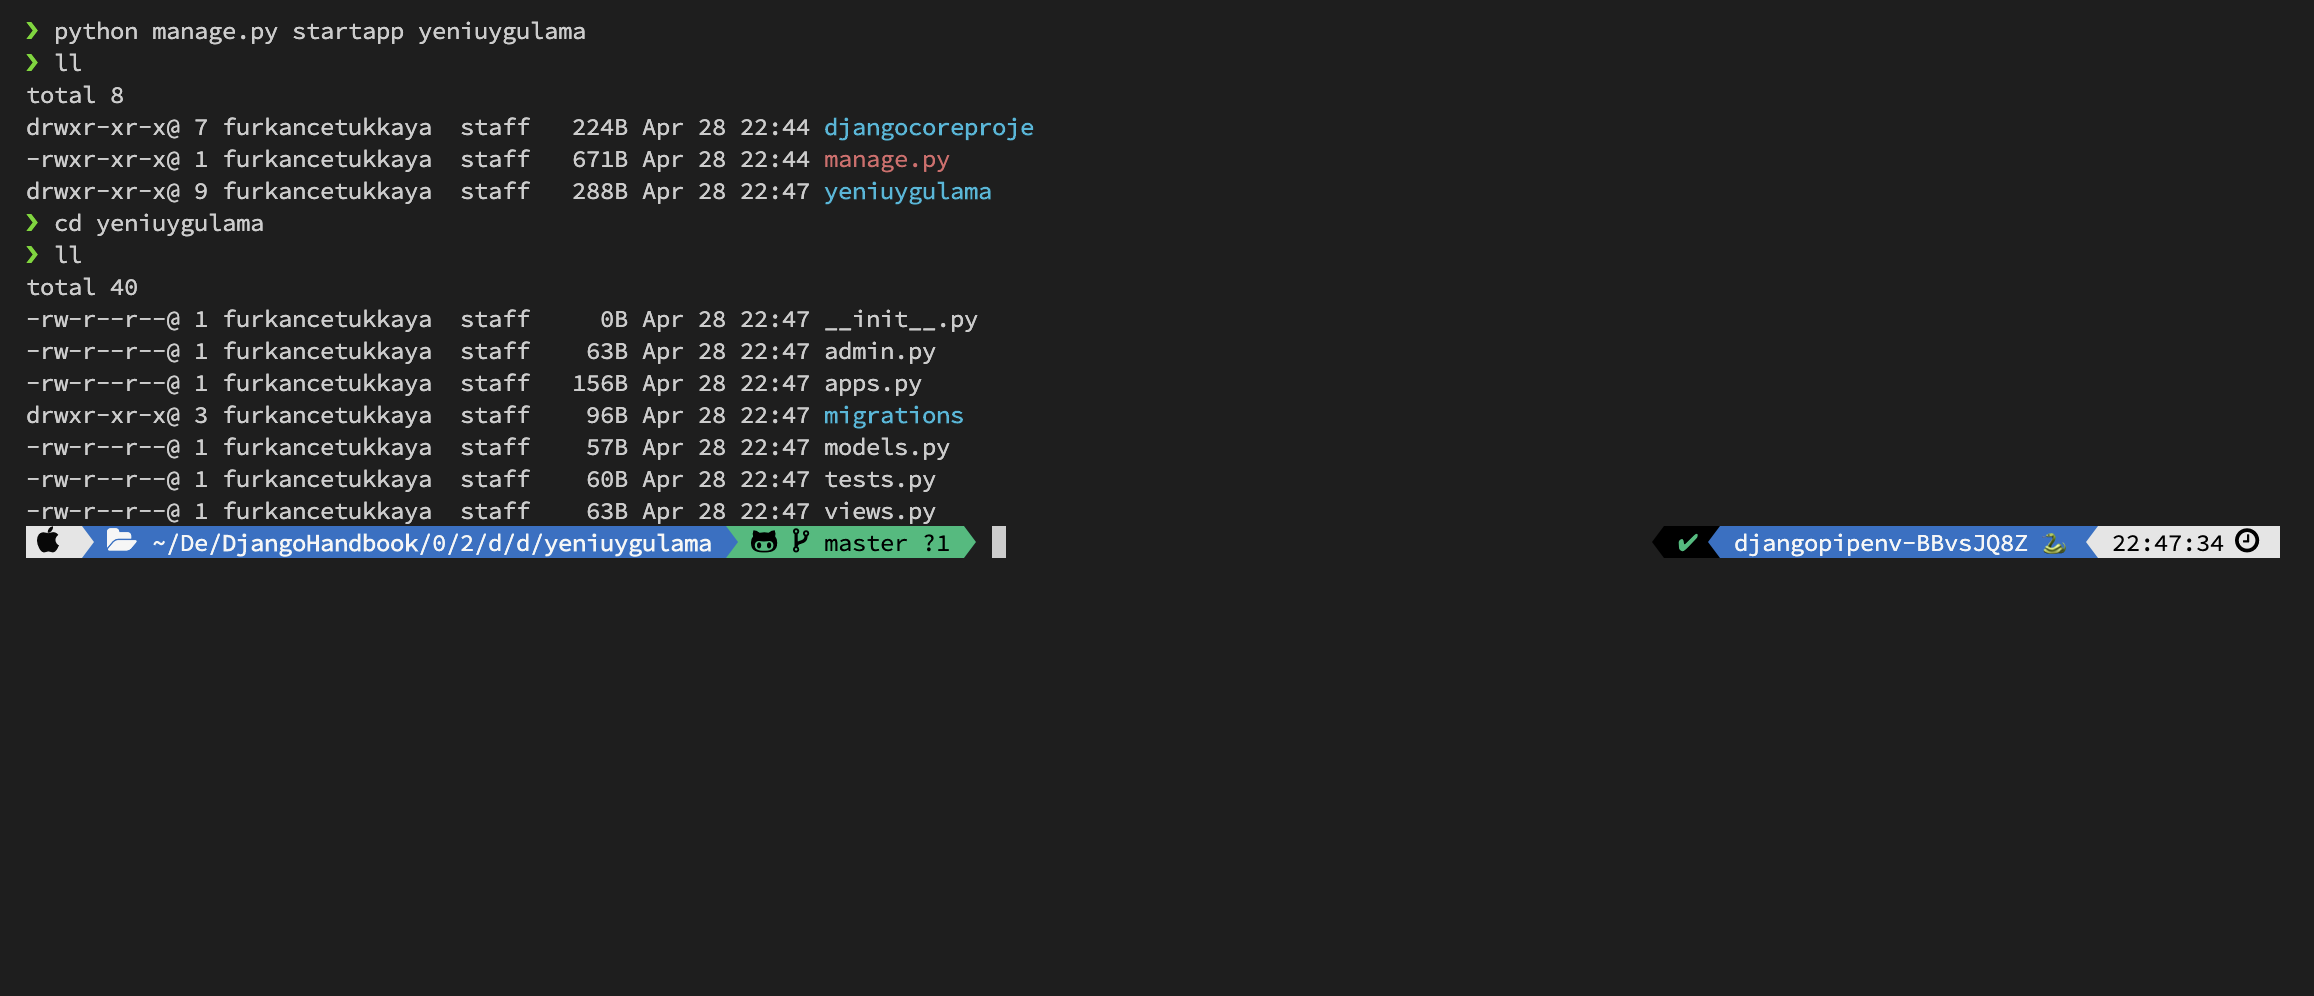 ❯ python manage.py startapp yeniuygulama
❯ ll
total 8
drwxr-xr-x@ 7 furkancetukkaya  staff   224B Apr 28 22:44 djangocoreproje
-rwxr-xr-x@ 1 furkancetukkaya  staff   671B Apr 28 22:44 manage.py
drwxr-xr-x@ 9 furkancetukkaya  staff   288B Apr 28 22:47 yeniuygulama
❯ cd yeniuygulama
❯ ll
total 40
-rw-r--r--@ 1 furkancetukkaya  staff     0B Apr 28 22:47 __init__.py
-rw-r--r--@ 1 furkancetukkaya  staff    63B Apr 28 22:47 admin.py
-rw-r--r--@ 1 furkancetukkaya  staff   156B Apr 28 22:47 apps.py
drwxr-xr-x@ 3 furkancetukkaya  staff    96B Apr 28 22:47 migrations
-rw-r--r--@ 1 furkancetukkaya  staff    57B Apr 28 22:47 models.py
-rw-r--r--@ 1 furkancetukkaya  staff    60B Apr 28 22:47 tests.py
-rw-r--r--@ 1 furkancetukkaya  staff    63B Apr 28 22:47 views.py
~/De/DjangoHandbook/0/2/d/d/yeniuygulama master ?1 ✔ djangopipenv-BBvsJQ8Z 🐍 22:47:34